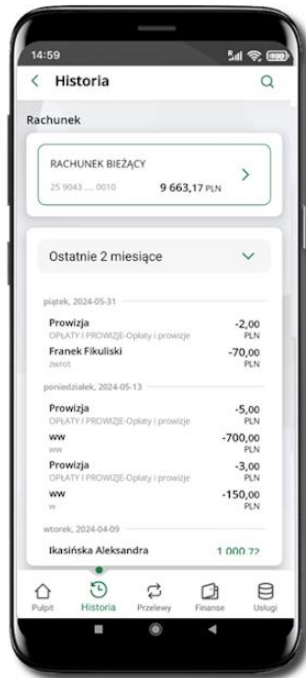 14:59
Historia
Rachunek
RACHUNEK BIEŻĄCY
25 9043 .... 0010 9 663,17 PLN
Ostatnie 2 miesiące
piątek, 2024-05-31
Prowizja -2,00
OPŁATY I PROWIZJE-Opłaty i prowizje PLN
Franek Fikuliski -70,00
zwrot PLN
poniedziałek, 2024-05-13
Prowizja -5,00
OPŁATY I PROWIZJE-Opłaty i prowizje PLN
ww -700,00
ww PLN
Prowizja -3,00
OPŁATY I PROWIZJE-Opłaty i prowizje PLN
ww -150,00
w PLN
wtorek, 2024-04-09
Ikasińska Aleksandra 1 000,72
Pulpit Historia Przelewy Finanse Usługi